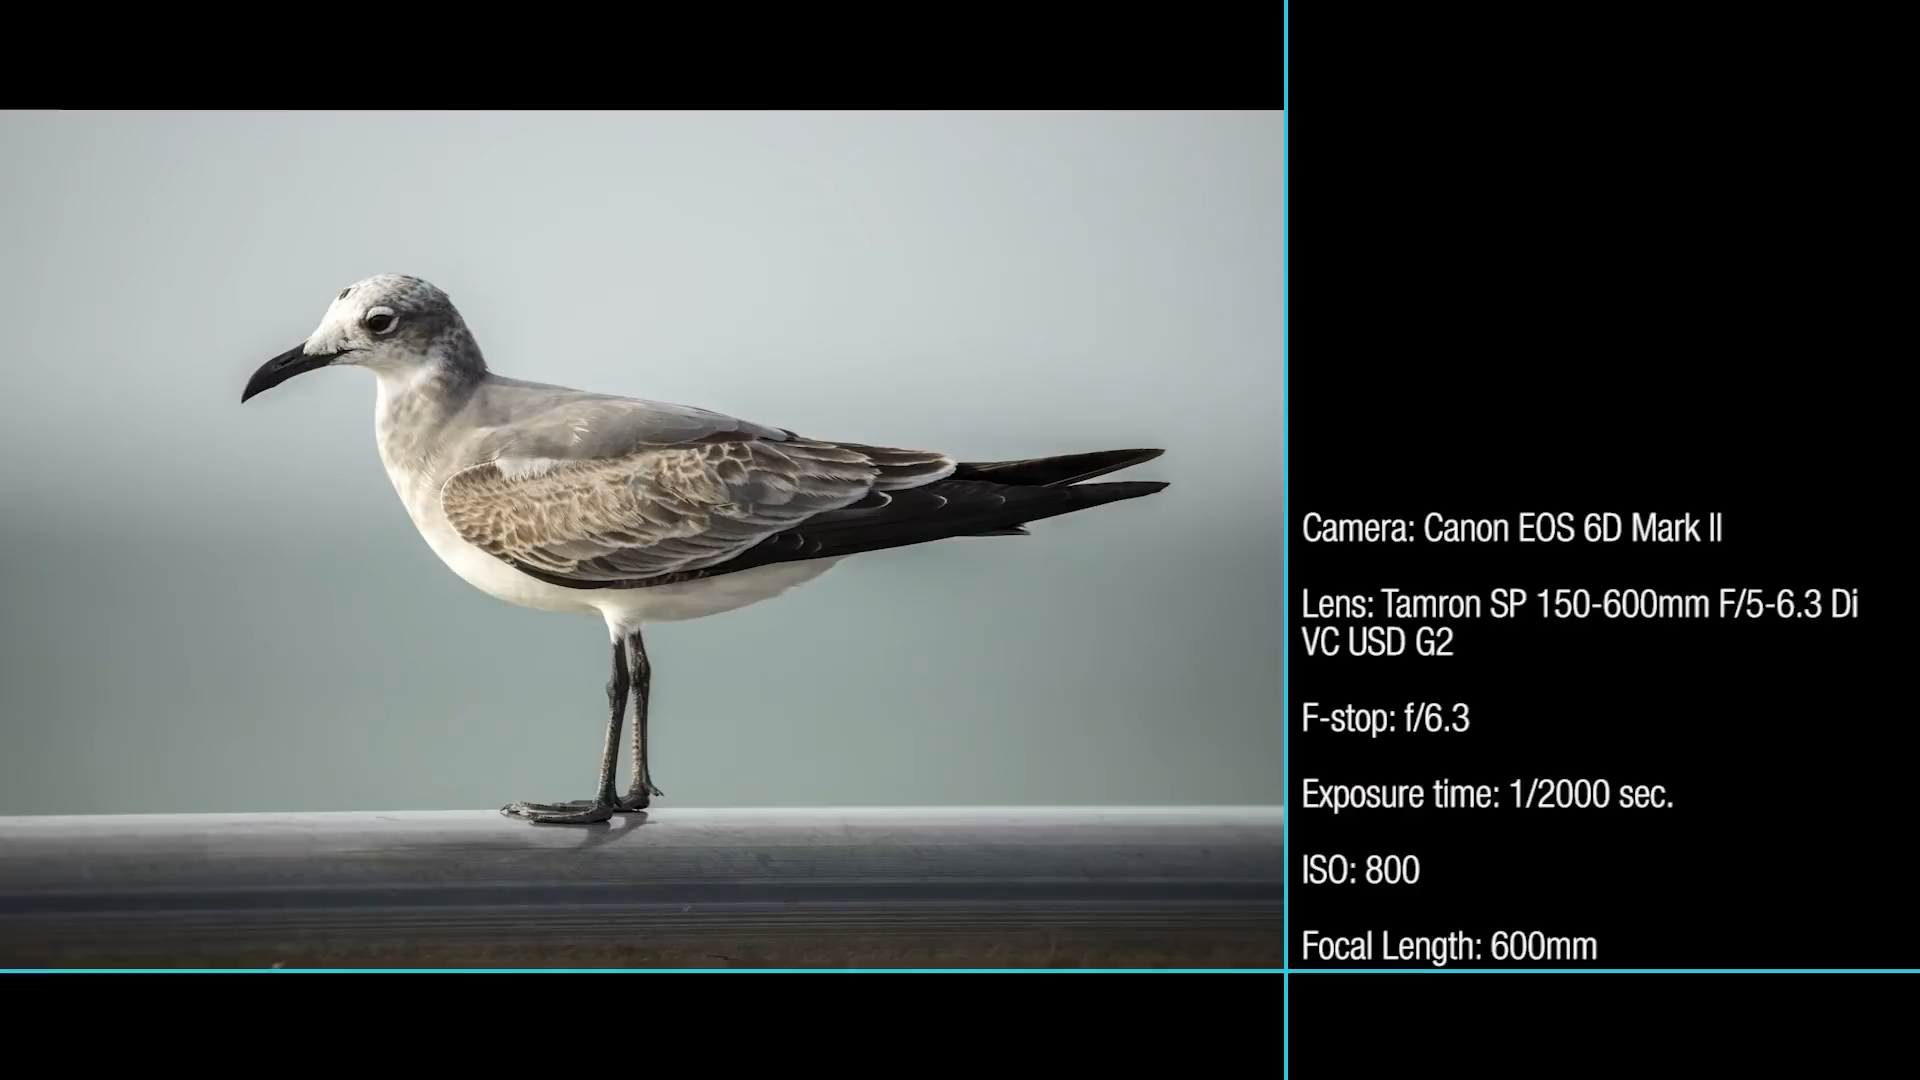 Camera: Canon EOS 6D Mark II
Lens: Tamron SP 150-600mm F/5-6.3 Di
VC USD G2
F-stop: f/6.3
Exposure time: 1/2000 sec.
ISO: 800
Focal Length: 600mm